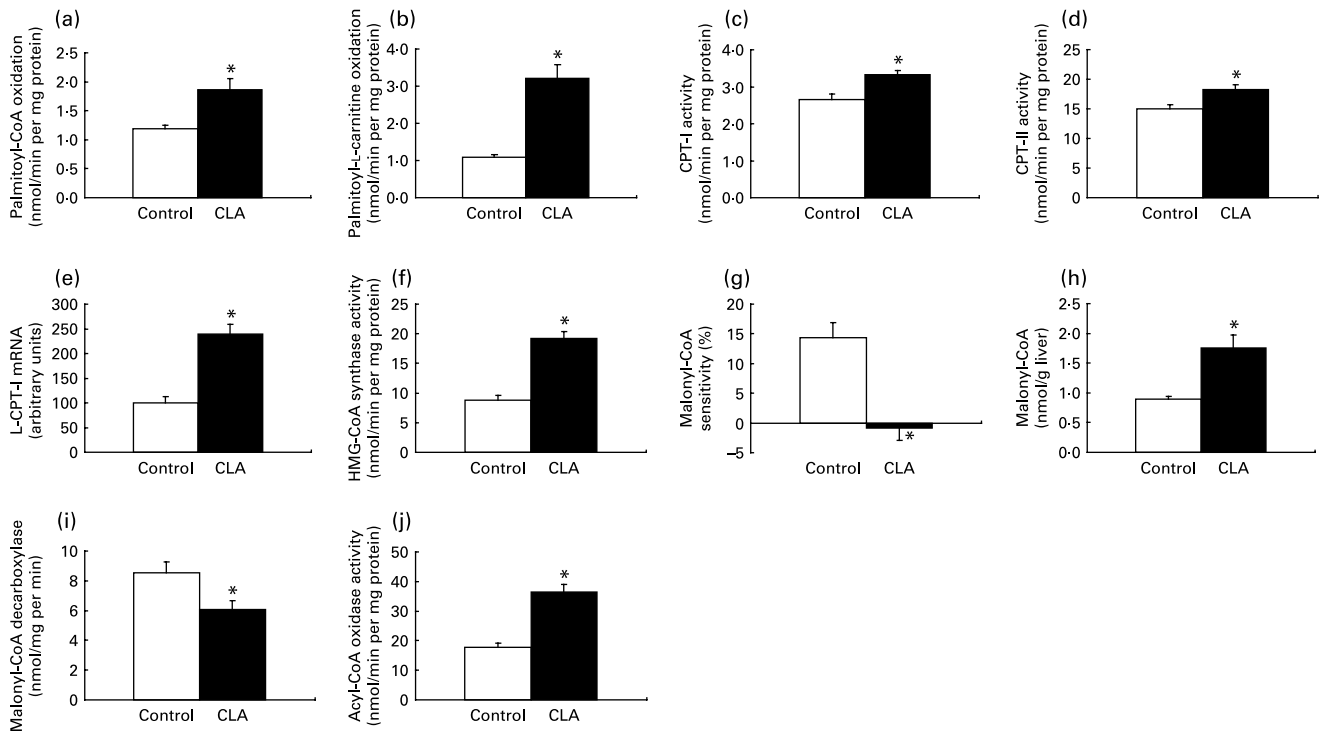 (a)
Palmitoyl-CoA oxidation
(nmol/min per mg protein)
2·5
2·0
1·5
1·0
0·5
0·0
*
Control CLA
(b)
Palmitoyl-L-carnitine oxidation
(nmol/min per mg protein)
4·0
3·0
2·0
1·0
0·0
*
Control CLA
(c)
CPT-I activity
(nmol/min per mg protein)
4·0
3·0
2·0
1·0
0·0
*
Control CLA
(d)
CPT-II activity
(nmol/min per mg protein)
25
20
15
10
5
0
*
Control CLA
(e)
L-CPT-I mRNA
(arbitrary units)
300
250
200
150
100
50
0
*
Control CLA
(f)
HMG-CoA synthase activity
(nmol/min per mg protein)
25
20
15
10
5
0
*
Control CLA
(g)
Malonyl-CoA
sensitivity (%)
20
15
10
5
0
–5
*
Control CLA
(h)
Malonyl-CoA
(nmol/g liver)
2·5
2·0
1·5
1·0
0·5
0·0
*
Control CLA
(i)
Malonyl-CoA decarboxylase
(nmol/mg per min)
10
8
6
4
2
0
*
Control CLA
(j)
Acyl-CoA oxidase activity
(nmol/min per mg protein)
50
40
30
20
10
0
*
Control CLA